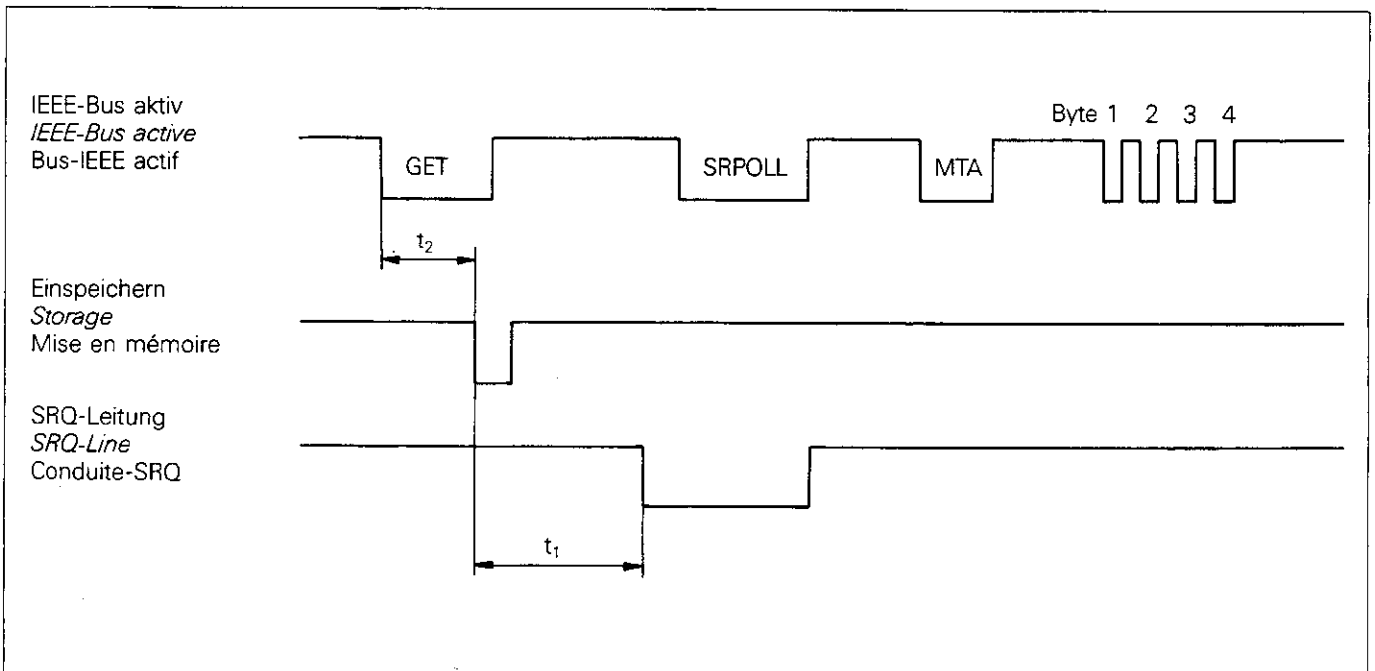 IEEE-Bus aktiv
IEEE-Bus active
Bus-IEEE actif
Byte 1 2 3 4
GET
SRPOLL
MTA
t₂
Einspeichern
Storage
Mise en mémoire
SRQ-Leitung
SRQ-Line
Conduite-SRQ
t₁